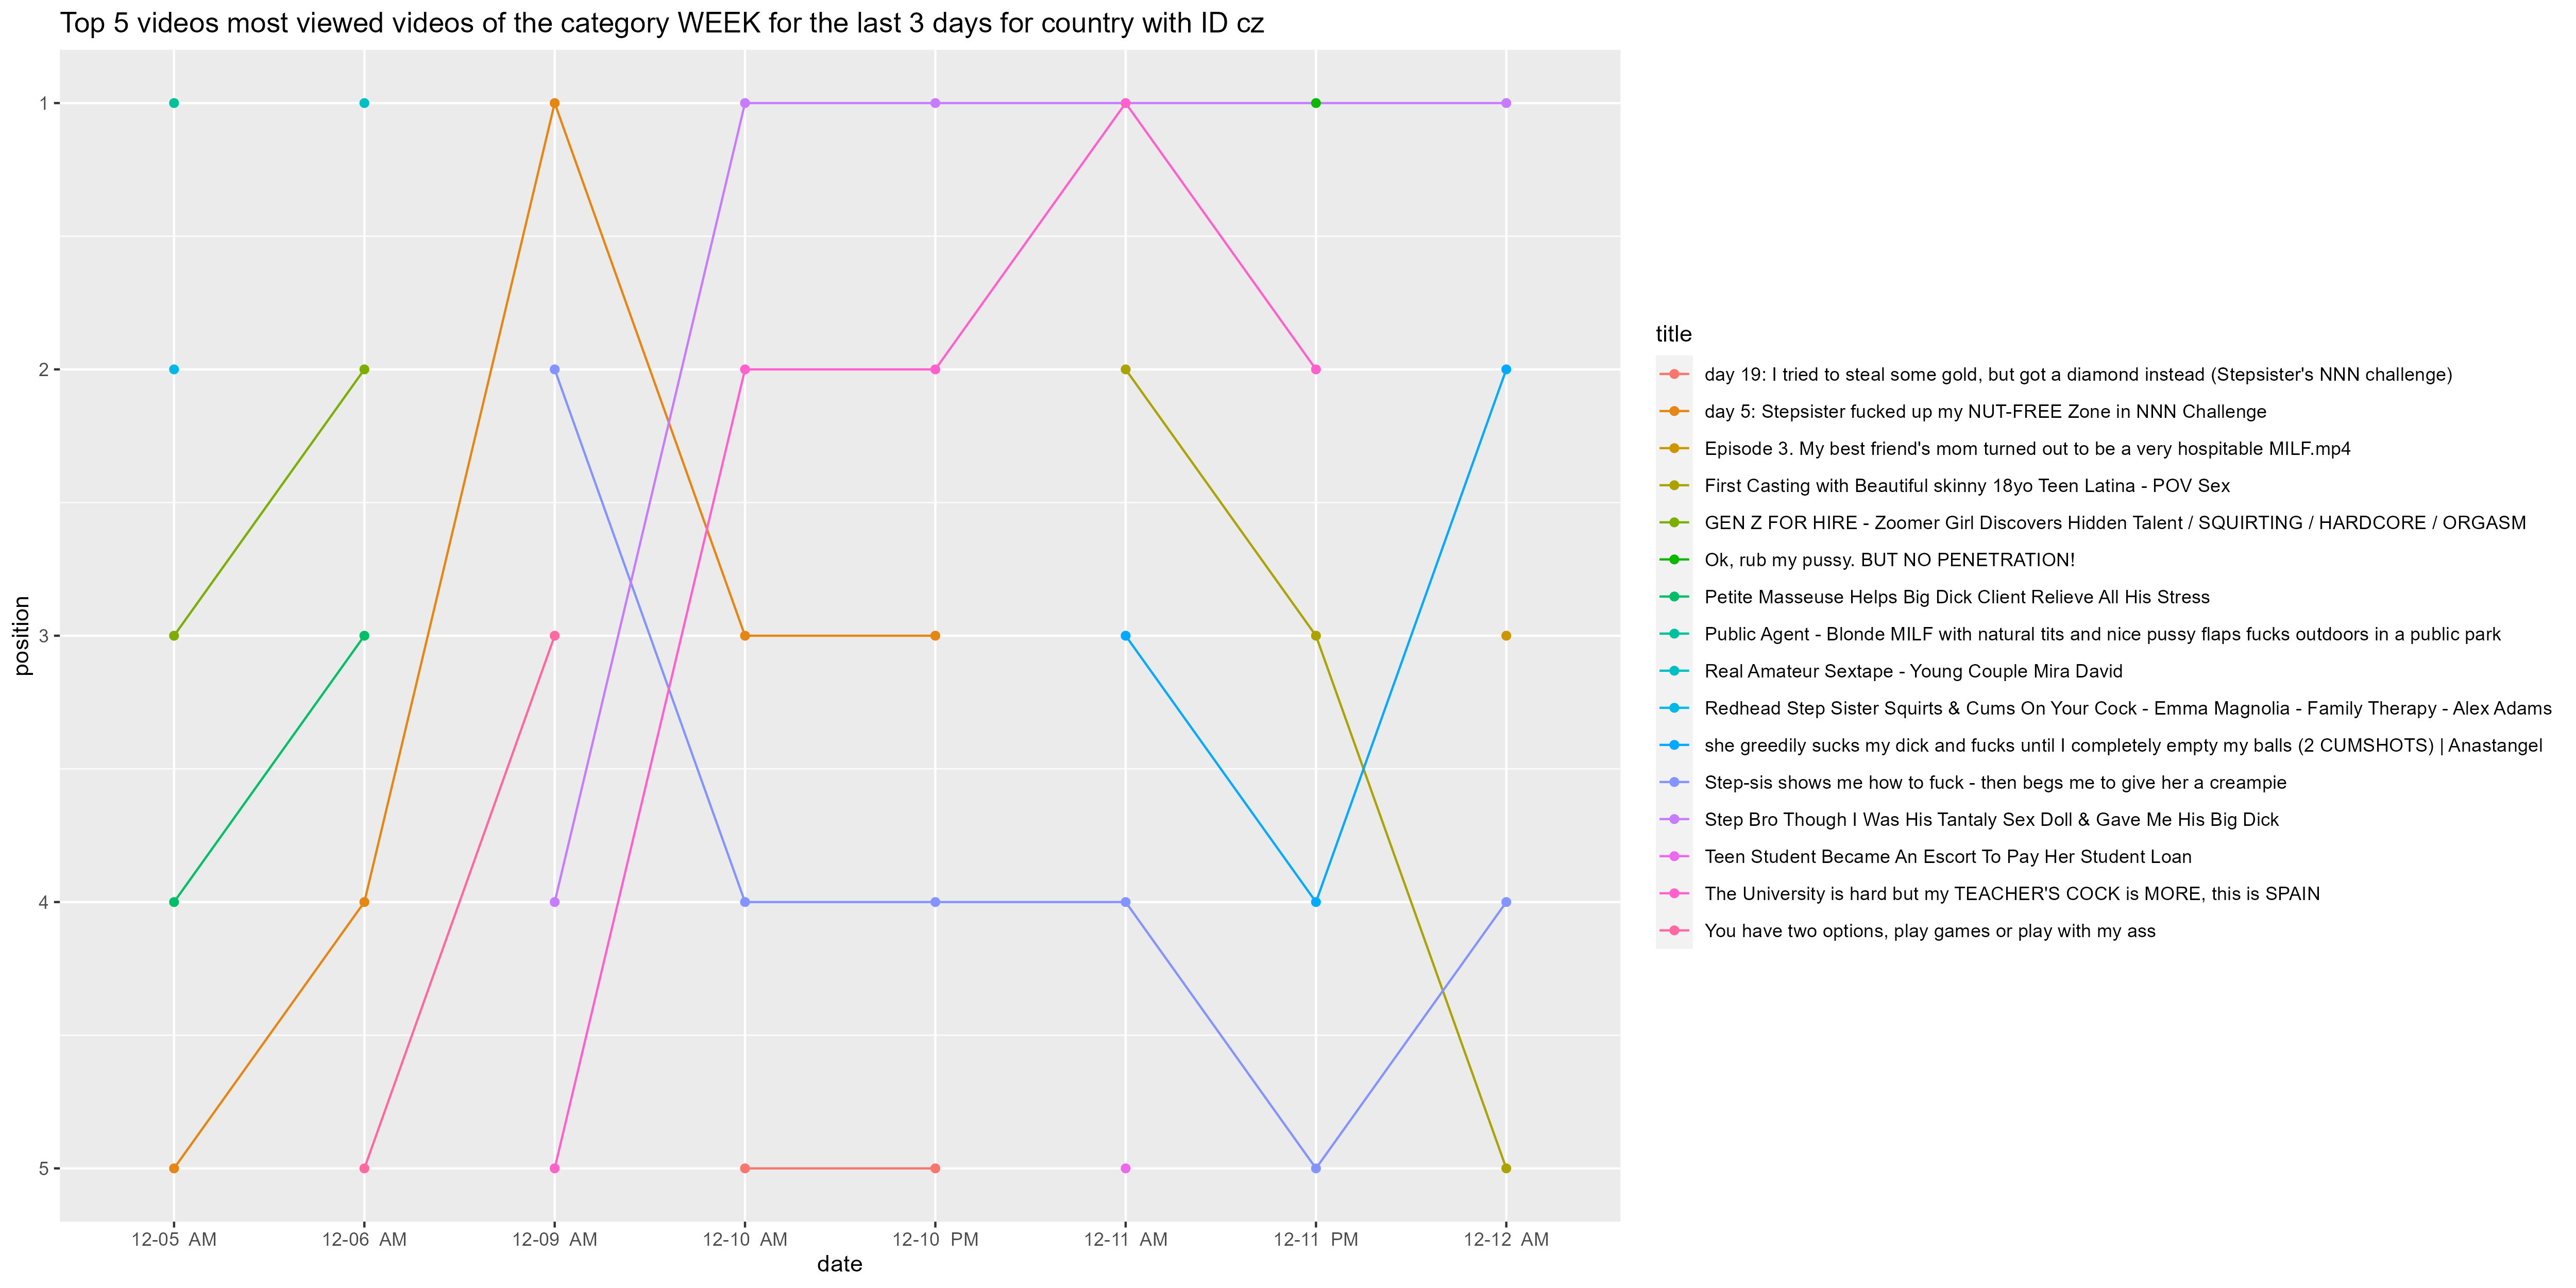 Top 5 videos most viewed videos of the category WEEK for the last 3 days for country with ID cz
position
1
2
3
4
5
12-05 AM
12-06 AM
12-09 AM
12-10 AM
12-10 PM
12-11 AM
12-11 PM
12-12 AM
date
title
day 19: I tried to steal some gold, but got a diamond instead (Stepsister's NNN challenge)
day 5: Stepsister fucked up my NUT-FREE Zone in NNN Challenge
Episode 3. My best friend's mom turned out to be a very hospitable MILF.mp4
First Casting with Beautiful skinny 18yo Teen Latina - POV Sex
GEN Z FOR HIRE - Zoomer Girl Discovers Hidden Talent / SQUIRTING / HARDCORE / ORGASM
Ok, rub my pussy. BUT NO PENETRATION!
Petite Masseuse Helps Big Dick Client Relieve All His Stress
Public Agent - Blonde MILF with natural tits and nice pussy flaps fucks outdoors in a public park
Real Amateur Sextape - Young Couple Mira David
Redhead Step Sister Squirts & Cums On Your Cock - Emma Magnolia - Family Therapy - Alex Adams
she greedily sucks my dick and fucks until I completely empty my balls (2 CUMSHOTS) | Anastangel
Step-sis shows me how to fuck - then begs me to give her a creampie
Step Bro Though I Was His Tantaly Sex Doll & Gave Me His Big Dick
Teen Student Became An Escort To Pay Her Student Loan
The University is hard but my TEACHER'S COCK is MORE, this is SPAIN
You have two options, play games or play with my ass